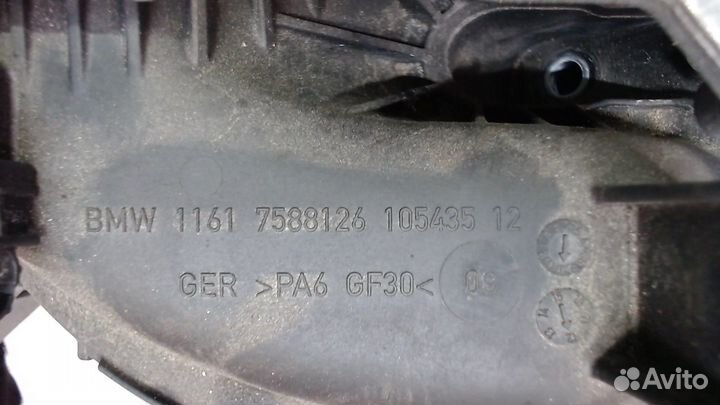 BMW 1161 7588126 105435 12
GER >PA6 GF30<
Avito